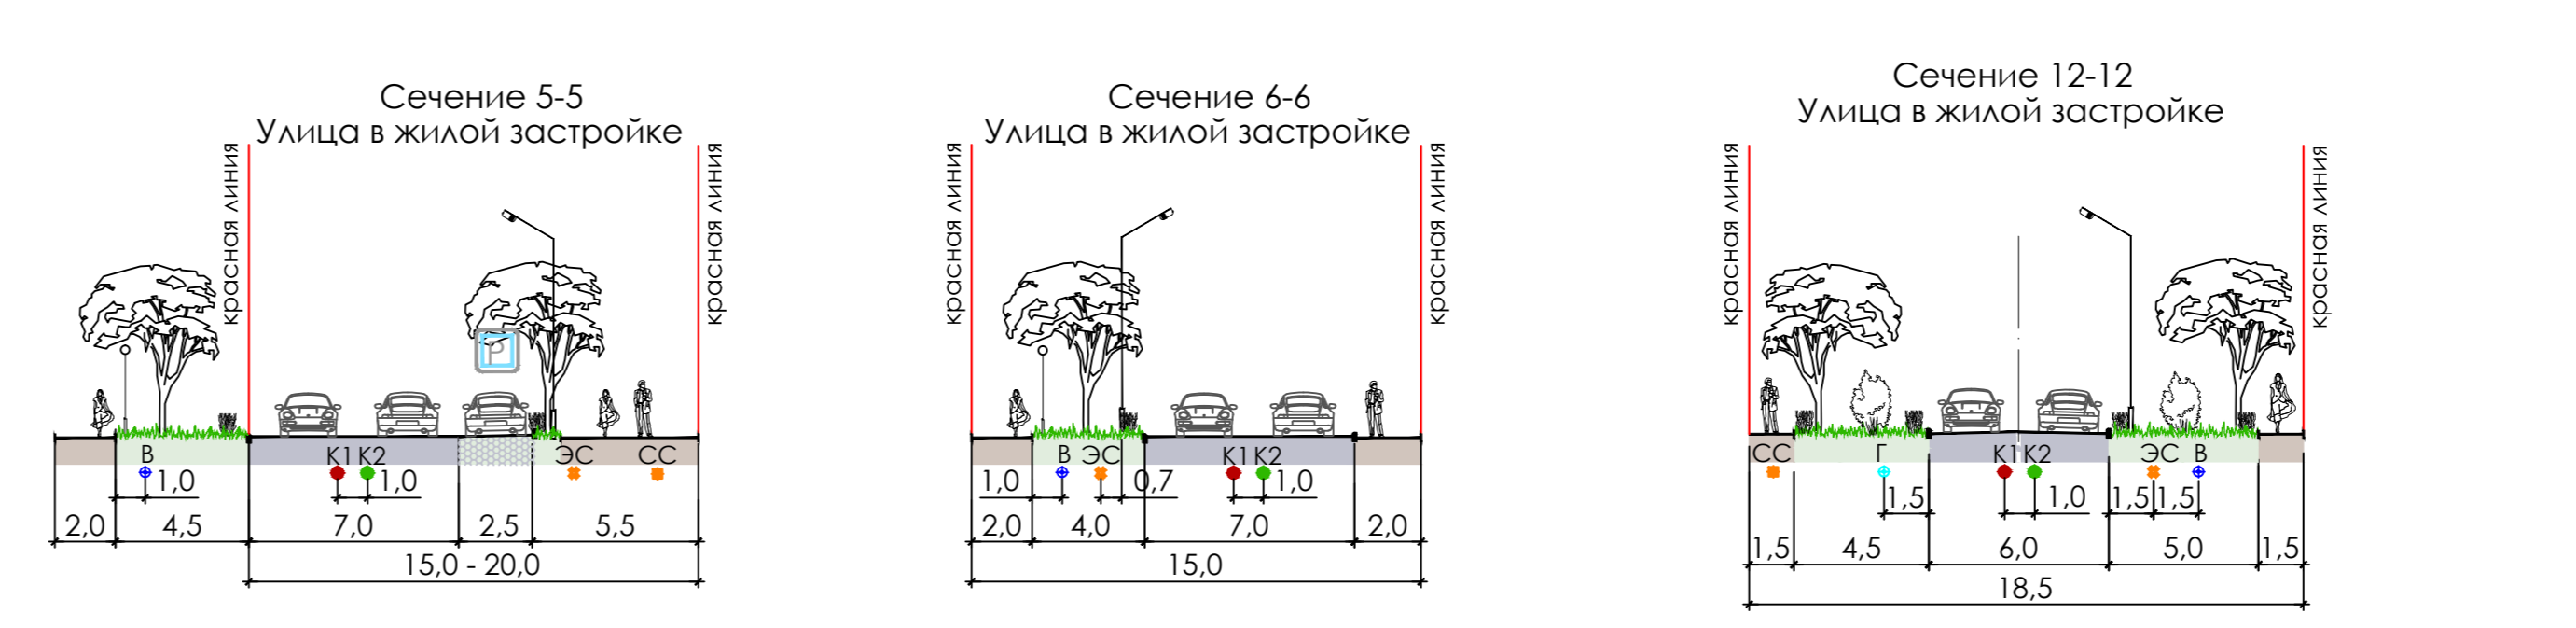 Сечение 5-5
Улица в жилой застройке
красная линия
красная линия
P
В
К1 К2
ЭС
СС
1,0
1,0
2,0
4,5
7,0
2,5
5,5
15,0 - 20,0
Сечение 6-6
Улица в жилой застройке
красная линия
красная линия
В ЭС
К1 К2
1,0
0,7
1,0
2,0
4,0
7,0
2,0
15,0
Сечение 12-12
Улица в жилой застройке
красная линия
красная линия
СС
Г
К1 К2
ЭС В
1,5
1,0
1,5
1,5
1,5
4,5
6,0
5,0
1,5
18,5